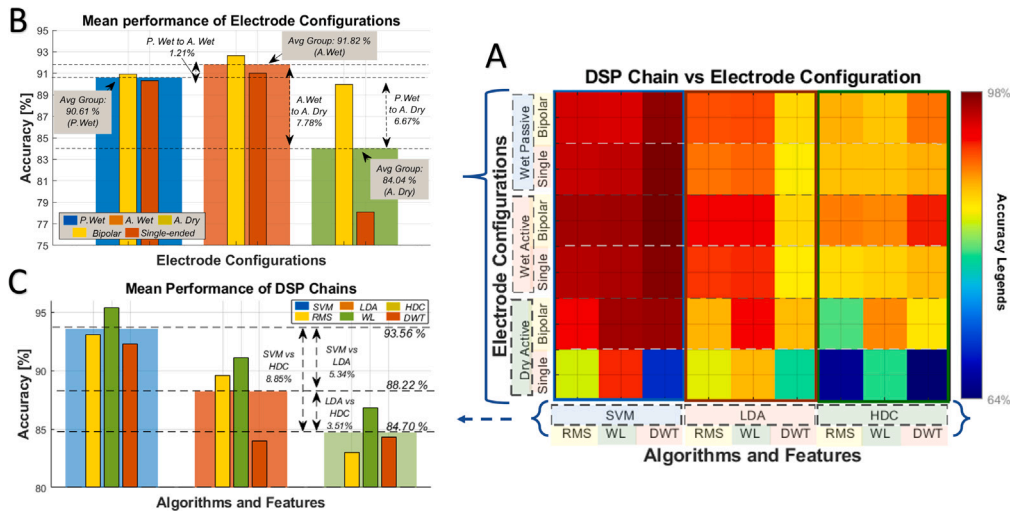 B
Mean performance of Electrode Configurations
Accuracy [%]
95
93
91
89
87
85
83
81
79
77
75
P. Wet to A. Wet
1.21%
Avg Group: 91.82 %
(A.Wet)
Avg Group:
90.61 %
(P.Wet)
A.Wet
to A. Dry
7.78%
P.Wet
to A. Dry
6.67%
Avg Group:
84.04 %
(A. Dry)
P.Wet A. Wet A. Dry
Bipolar Single-ended
Electrode Configurations
C
Mean Performance of DSP Chains
Accuracy [%]
95
90
85
80
SVM LDA HDC
RMS WL DWT
93.56 %
SVM vs
HDC
8.85%
SVM vs
LDA
5.34%
88.22 %
LDA vs
HDC
3.51%
84.70 %
Algorithms and Features
A
DSP Chain vs Electrode Configuration
Electrode Configurations
Wet Passive
Bipolar
Single
Wet Active
Bipolar
Single
Dry Active
Bipolar
Single
98%
Accuracy Legends
64%
SVM LDA HDC
RMS WL DWT RMS WL DWT RMS WL DWT
Algorithms and Features